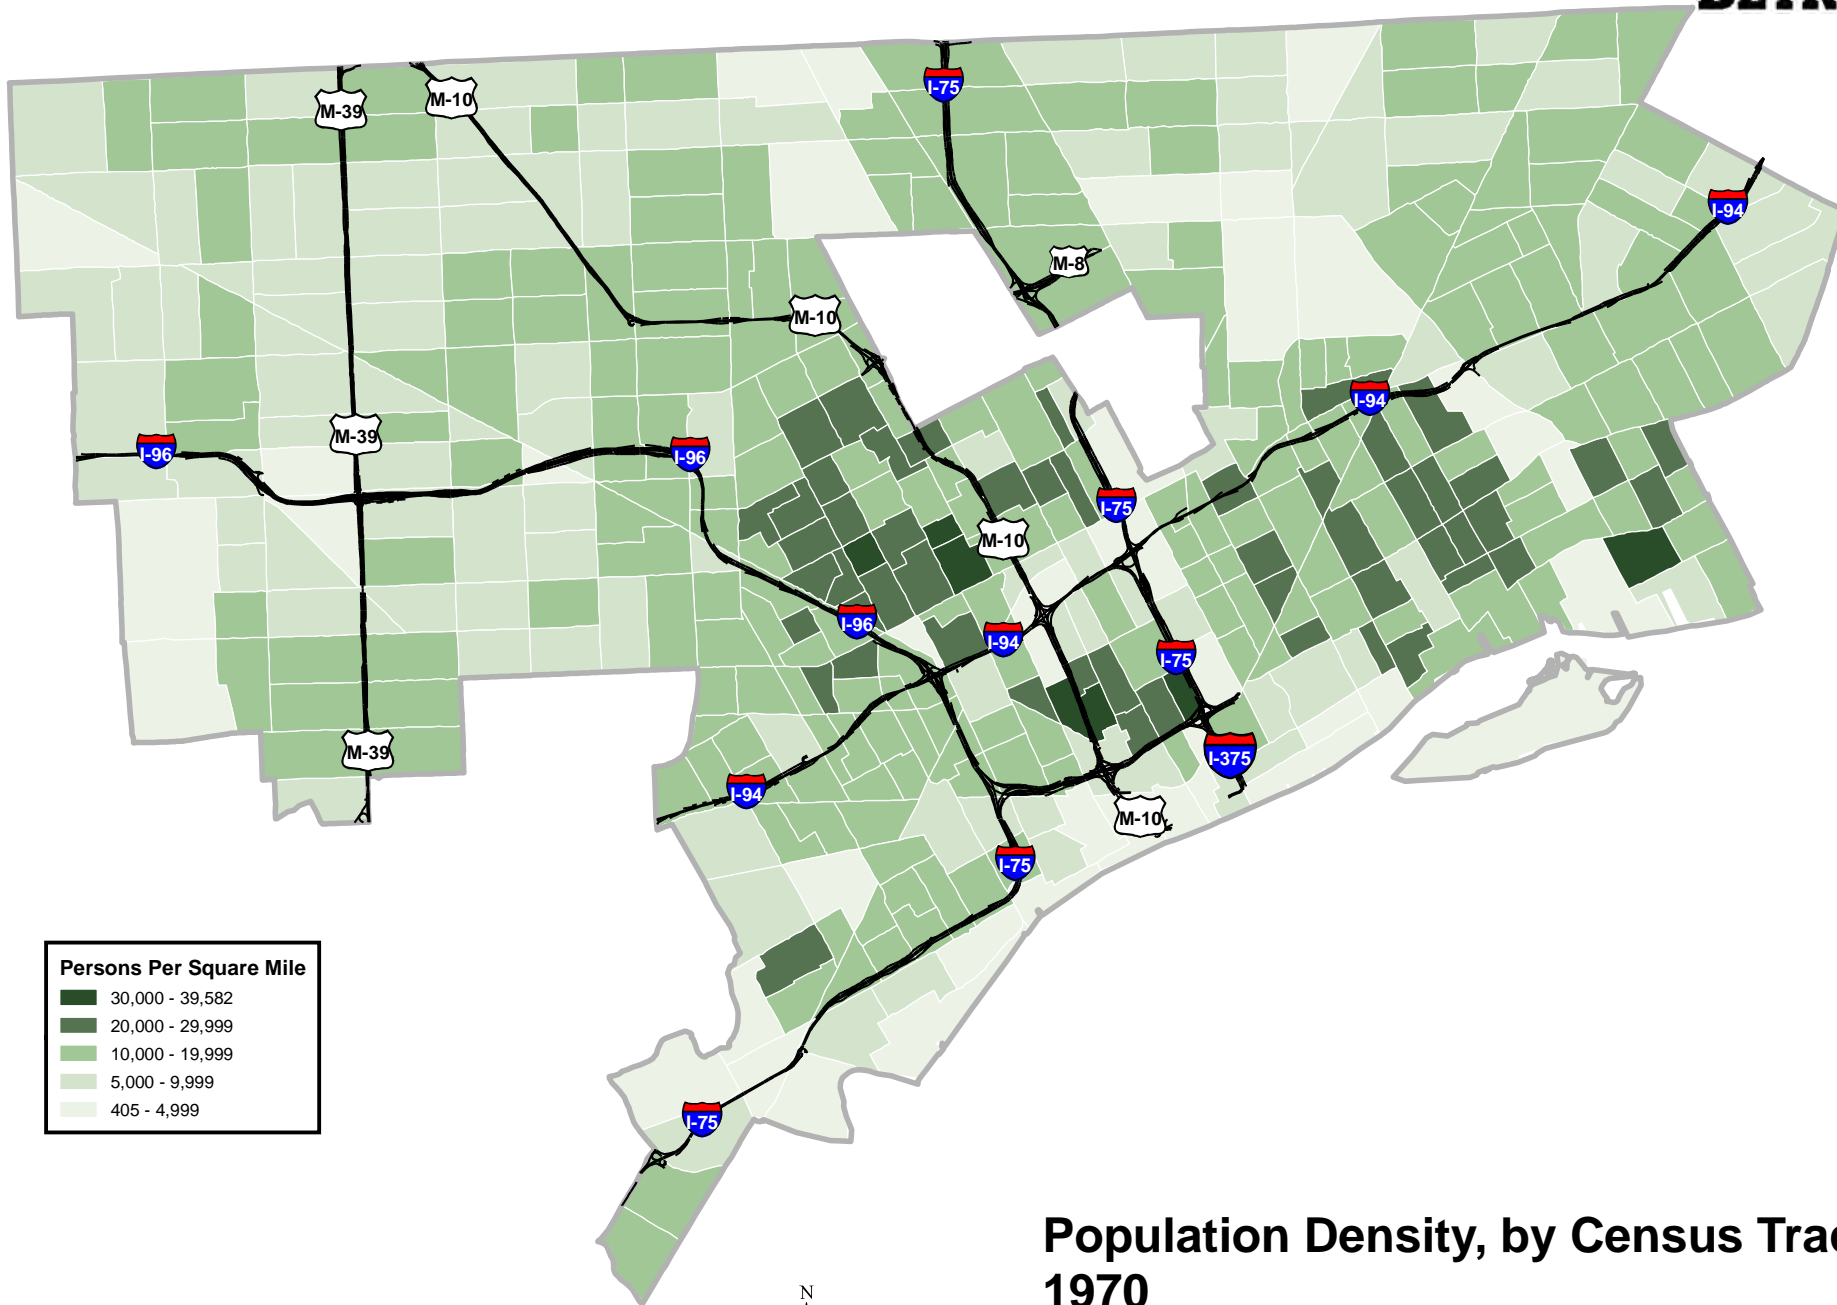 M-39
M-10
I-75
I-94
M-8
M-10
I-94
M-39
I-96
I-96
I-75
M-10
I-96
I-94
I-75
M-39
I-375
I-94
M-10
I-75
Persons Per Square Mile
30,000 - 39,582
20,000 - 29,999
10,000 - 19,999
5,000 - 9,999
405 - 4,999
I-75
Population Density, by Census Trac
1970
N